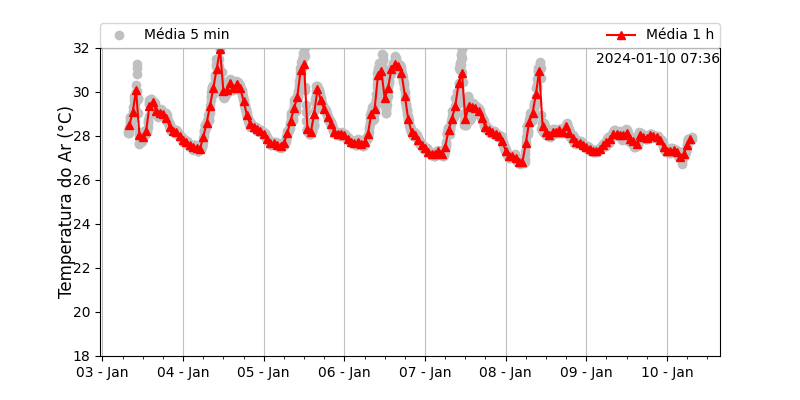 Média 5 min
Média 1 h
2024-01-10 07:36
Temperatura do Ar (°C)
32
30
28
26
24
22
20
18
03 - Jan
04 - Jan
05 - Jan
06 - Jan
07 - Jan
08 - Jan
09 - Jan
10 - Jan